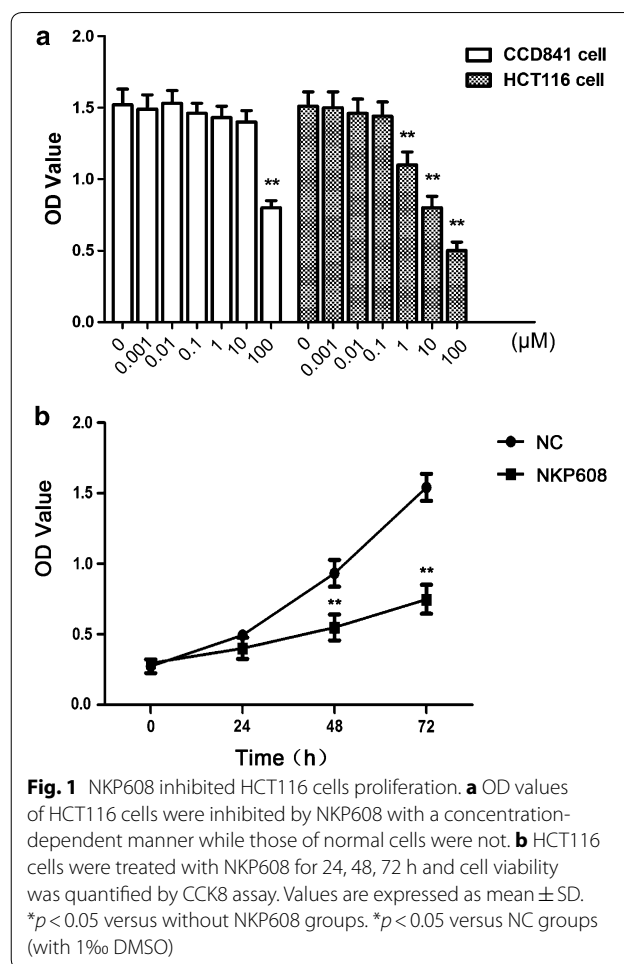 a
2.0
1.5
1.0
0.5
0.0
OD Value
CCD841 cell
HCT116 cell
** ** ** **
0 0.001 0.01 0.1 1 10 100 0 0.001 0.01 0.1 1 10 100 (μM)
b
2.0
1.5
1.0
0.5
0.0
OD Value
NC
NKP608
** **
0 24 48 72
Time（h）
Fig. 1 NKP608 inhibited HCT116 cells proliferation. a OD values
of HCT116 cells were inhibited by NKP608 with a concentration-
dependent manner while those of normal cells were not. b HCT116
cells were treated with NKP608 for 24, 48, 72 h and cell viability
was quantified by CCK8 assay. Values are expressed as mean ± SD.
*p < 0.05 versus without NKP608 groups. *p < 0.05 versus NC groups
(with 1‰ DMSO)